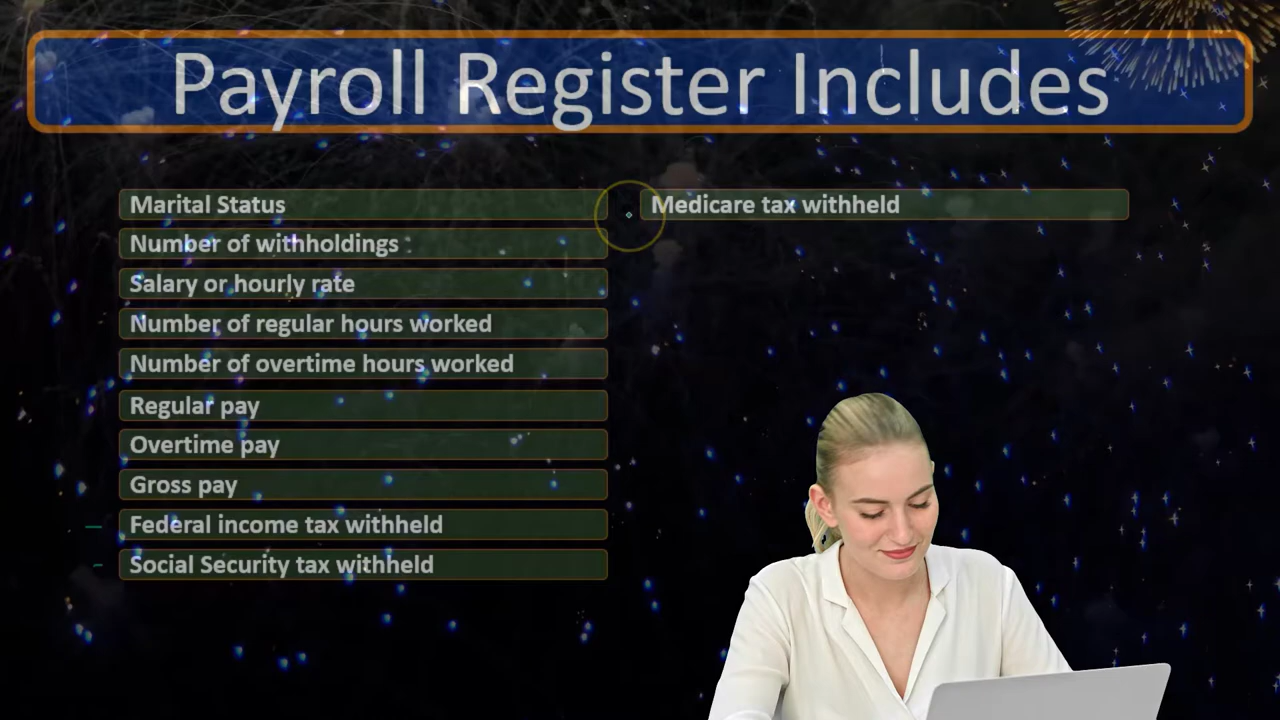 Payroll Register Includes
Marital Status
Number of withholdings
Salary or hourly rate
Number of regular hours worked
Number of overtime hours worked
Regular pay
Overtime pay
Gross pay
Federal income tax withheld
Social Security tax withheld
Medicare tax withheld